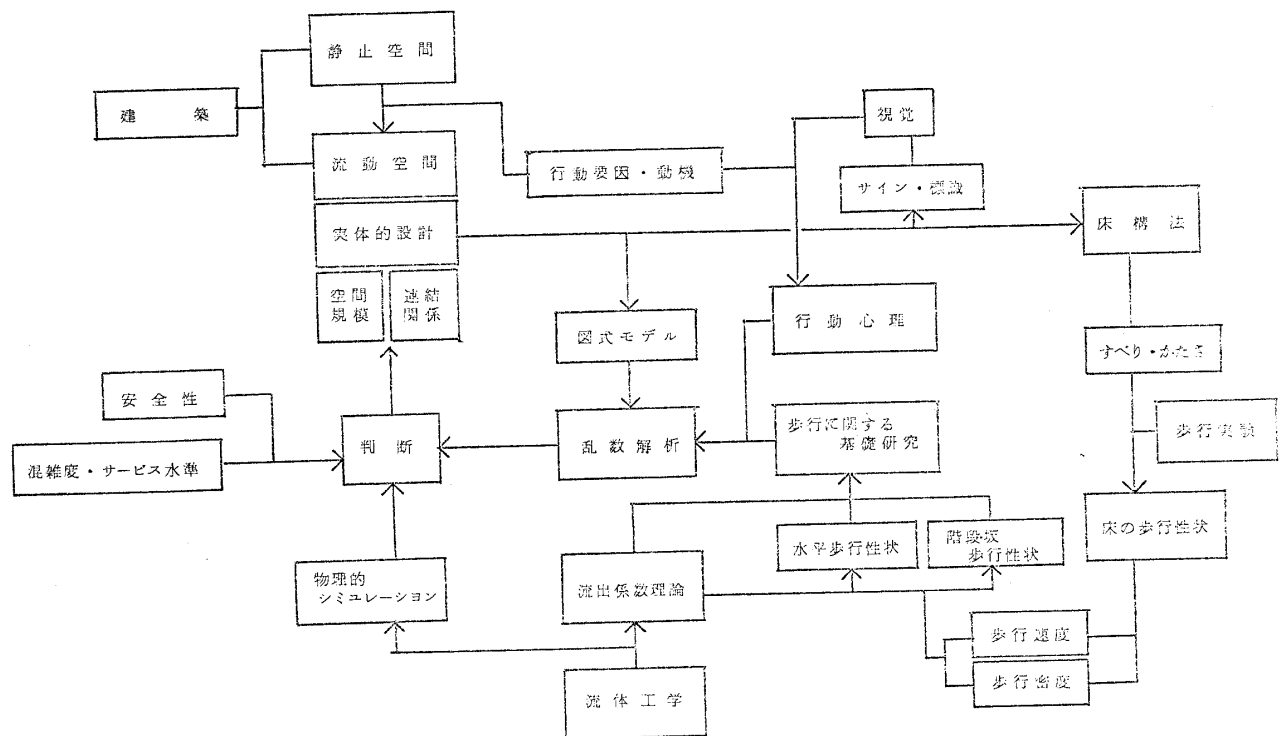 静止空間
建築
視覚
流動空間
行動要因・動機
サイン・標識
実体的設計
床構法
空間
規模
連結
関係
図式モデル
行動心理
すべり・かたさ
安全性
歩行に関する
基礎研究
歩行実験
判断
乱数解析
混雑度・サービス水準
床の歩行性状
水平歩行性状
階段坂
歩行性状
物理的
シミュレーション
流出係数理論
歩行速度
歩行密度
流体工学